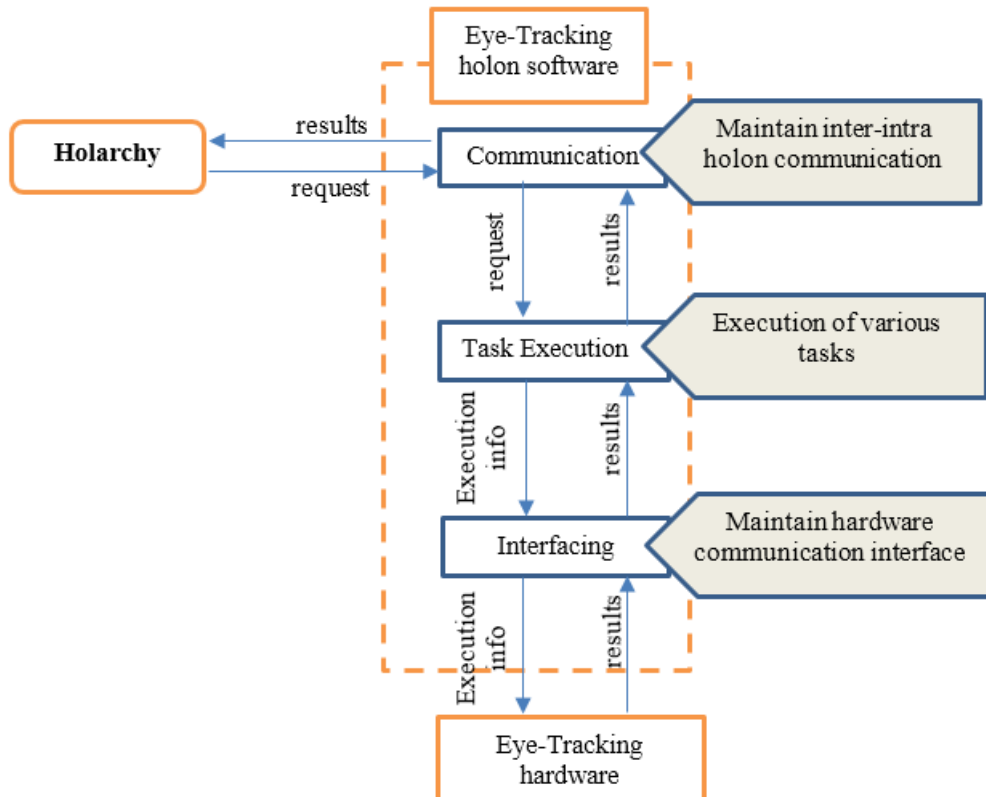 Eye-Tracking
holon software
results
Holarchy
request
Communication
Maintain inter-intra
holon communication
request
results
Task Execution
Execution of various
tasks
Execution
info
results
Interfacing
Maintain hardware
communication interface
Execution
info
results
Eye-Tracking
hardware